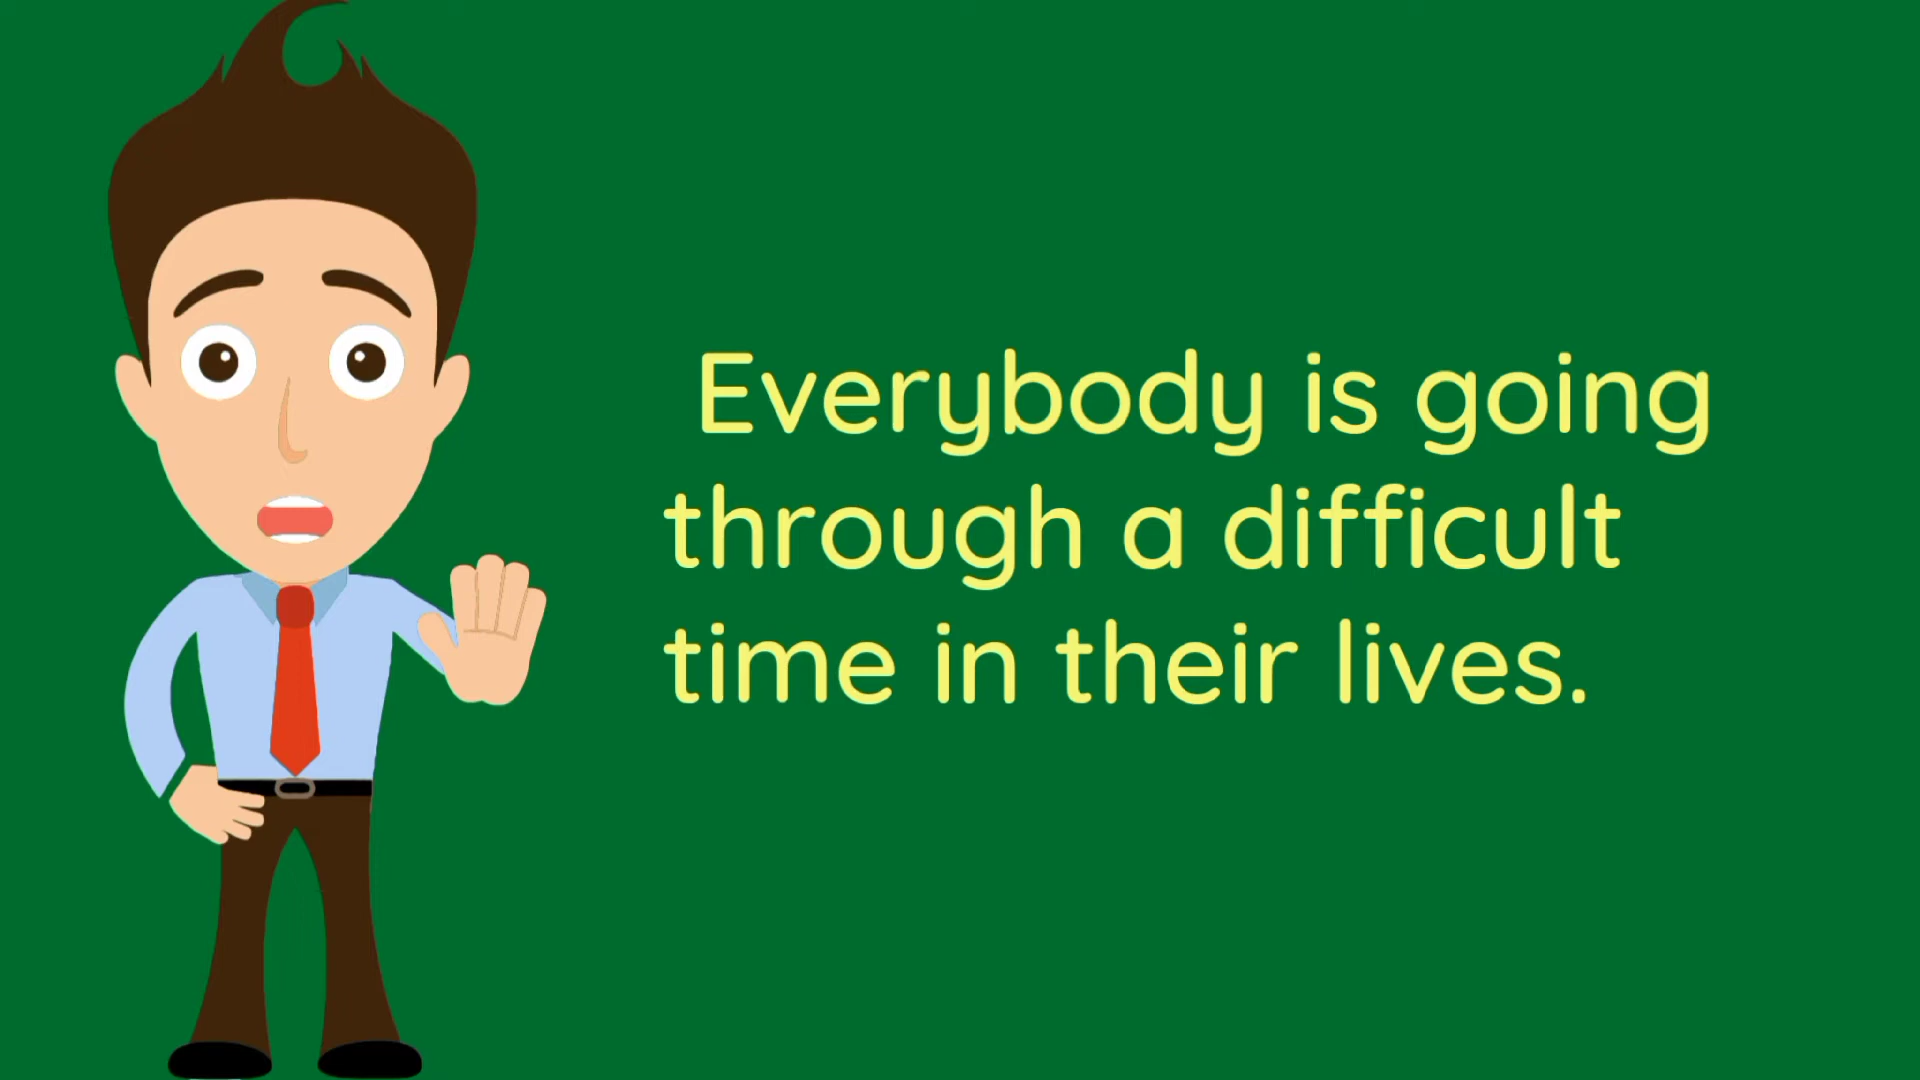 Everybody is going
through a difficult
time in their lives.